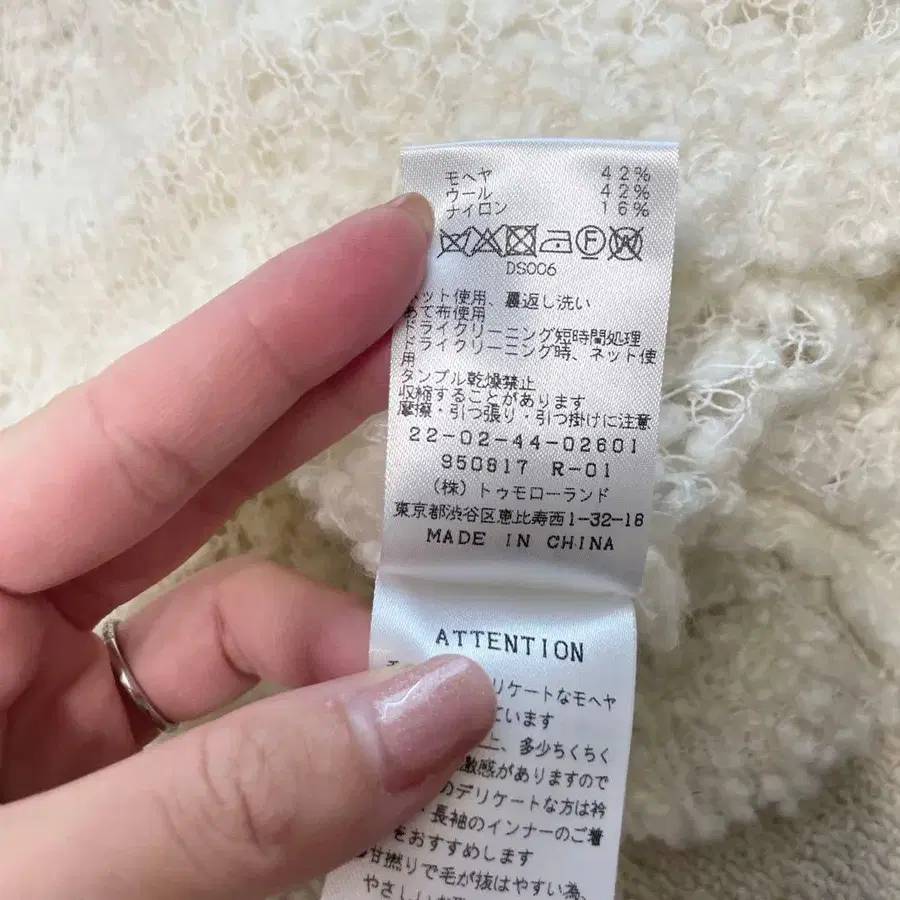 モヘヤ 42%
ウール 42%
ナイロン 16%
DS006
ネット使用、裏返し洗い
あて布使用
ドライクリーニング短時間処理
ドライクリーニング時、ネット使
用
タンブル乾燥禁止
収縮することがあります
摩擦・引っ張り・引っ掛けに注意
22-02-44-02601
950817 R-01
(株)トゥモローランド
東京都渋谷区恵比寿西1-32-18
MADE IN CHINA
ATTENTION
リケートなモヘヤ
ています
上、多少ちくちく
激感がありますので
のデリケートな方は衿
長袖のインナーのご着
をおすすめします
甘撚りで毛が抜けやすい為、